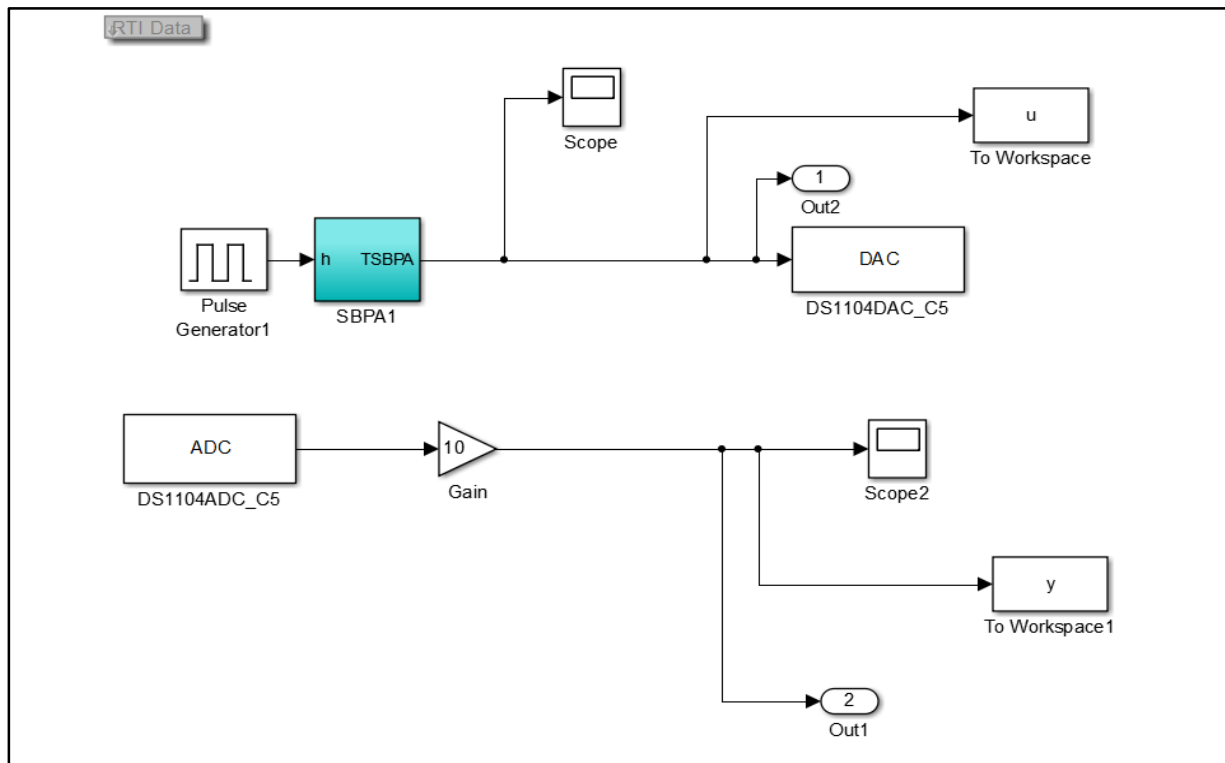 RTI Data
Scope
u
To Workspace
1
Out2
h TSBPA
DAC
Pulse
Generator1
SBPA1
DS1104DAC_C5
ADC
10
DS1104ADC_C5
Gain
Scope2
y
To Workspace1
2
Out1